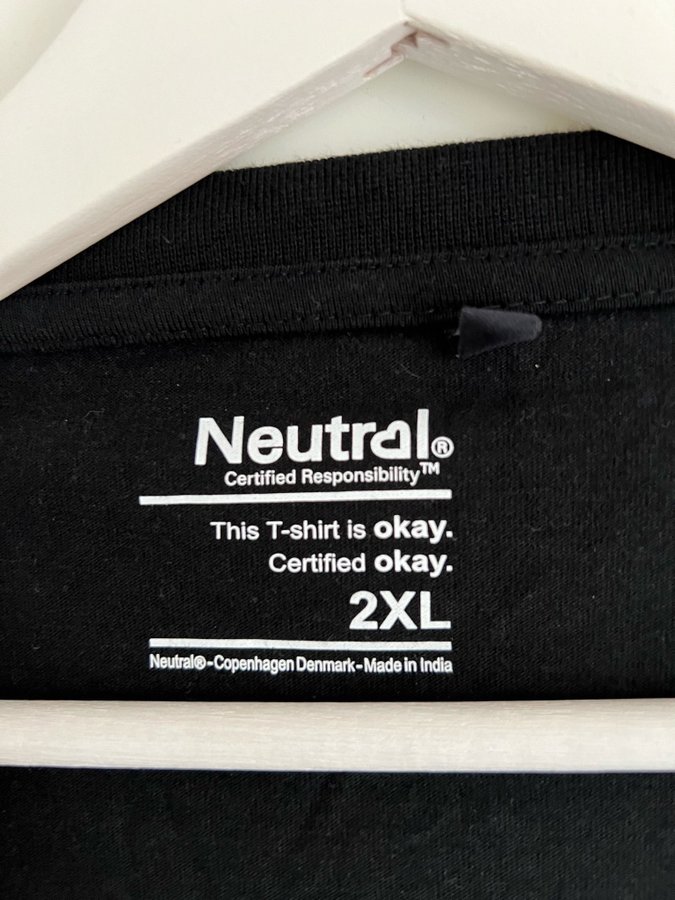 Neutral®
Certified Responsibility™
This T-shirt is okay.
Certified okay.
2XL
Neutral®-Copenhagen Denmark-Made in India